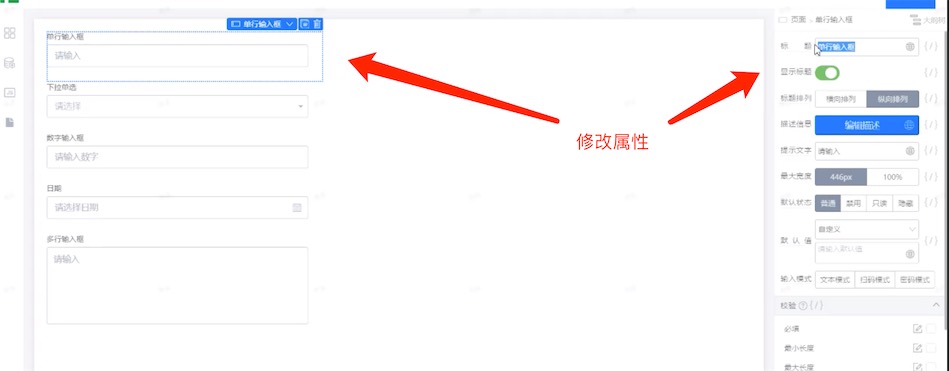 单行输入框
单行输入框
请输入
下拉单选
请选择
数字输入框
请输入数字
日期
请选择日期
多行输入框
请输入
修改属性
页面 › 单行输入框
大纲树
标 题
单行输入框
显示标题
标题排列
横向排列
纵向排列
描述信息
编辑描述
提示文字
请输入
最大宽度
446px
100%
默认状态
普通
禁用
只读
隐藏
默 认 值
自定义
请输入默认值
输入模式
文本模式
扫码模式
密码模式
校验
必填
最小长度
最大长度